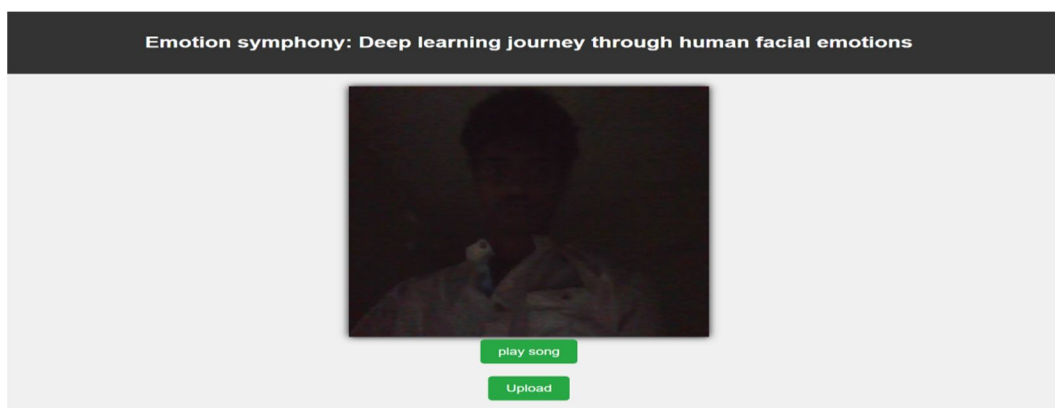 Emotion symphony: Deep learning journey through human facial emotions
play song
Upload